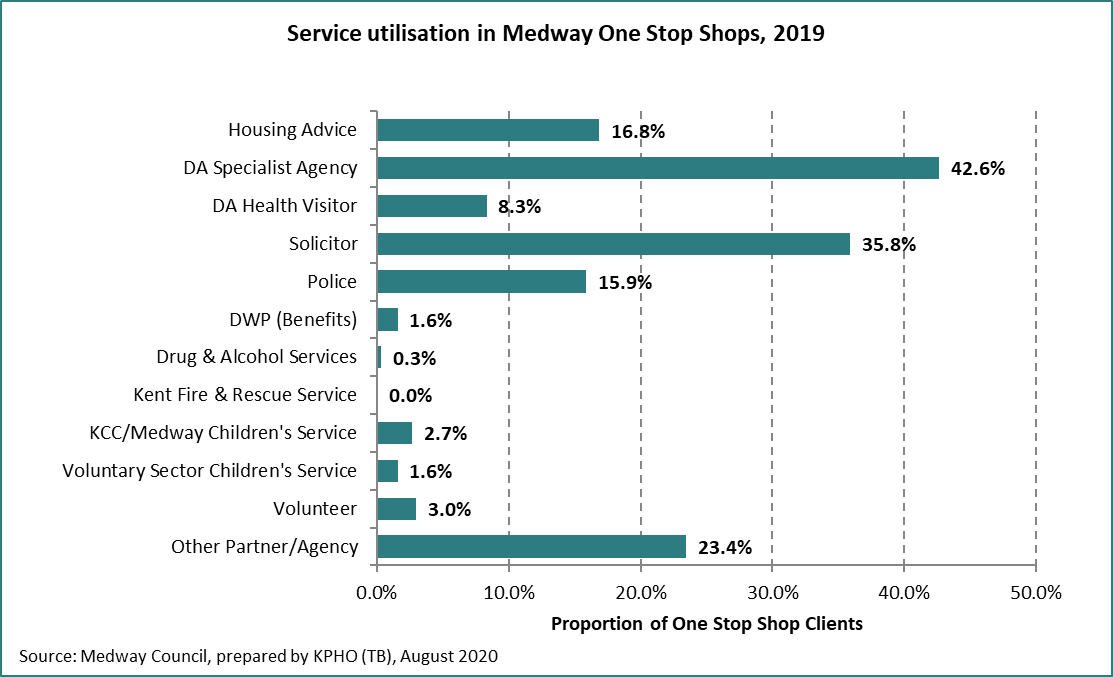 Service utilisation in Medway One Stop Shops, 2019
Housing Advice 16.8%
DA Specialist Agency 42.6%
DA Health Visitor 8.3%
Solicitor 35.8%
Police 15.9%
DWP (Benefits) 1.6%
Drug & Alcohol Services 0.3%
Kent Fire & Rescue Service 0.0%
KCC/Medway Children's Service 2.7%
Voluntary Sector Children's Service 1.6%
Volunteer 3.0%
Other Partner/Agency 23.4%
0.0% 10.0% 20.0% 30.0% 40.0% 50.0%
Proportion of One Stop Shop Clients
Source: Medway Council, prepared by KPHO (TB), August 2020